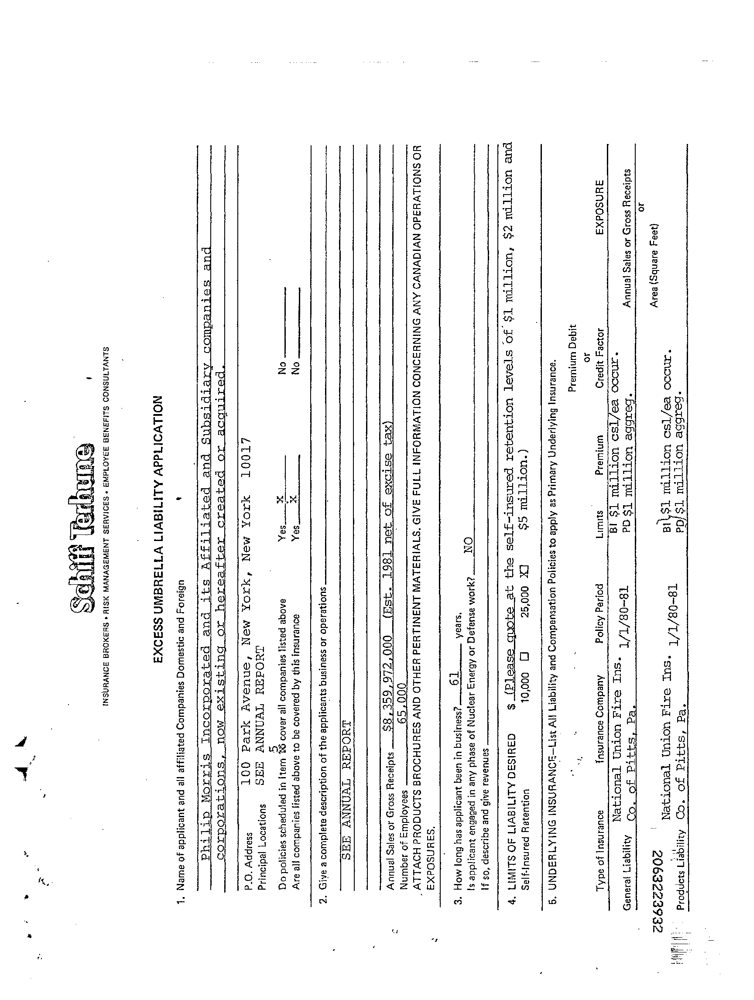 Schiff Terhune
INSURANCE BROKERS • RISK MANAGEMENT SERVICES • EMPLOYEE BENEFITS CONSULTANTS
EXCESS UMBRELLA LIABILITY APPLICATION
1. Name of applicant and all affiliated Companies Domestic and Foreign
Philip Morris Incorporated and its Affiliated and Subsidiary companies and
corporations, now existing or hereafter created or acquired.
P.O. Address 100 Park Avenue, New York, New York 10017
Principal Locations SEE ANNUAL REPORT
Do policies scheduled in Item 5 cover all companies listed above Yes X No
Are all companies listed above to be covered by this Insurance Yes X No
2. Give a complete description of the applicants business or operations
SEE ANNUAL REPORT
Annual Sales or Gross Receipts $8,359,972,000 (Est. 1981 net of excise tax)
Number of Employees 65,000
ATTACH PRODUCTS BROCHURES AND OTHER PERTINENT MATERIALS. GIVE FULL INFORMATION CONCERNING ANY CANADIAN OPERATIONS OR
EXPOSURES.
3. How long has applicant been in business? 61 years.
Is applicant engaged in any phase of Nuclear Energy or Defense work? NO
If so, describe and give revenues
4. LIMITS OF LIABILITY DESIRED $ (Please quote at the self-insured retention levels of $1 million, $2 million and
Self-Insured Retention 10,000 □ 25,000 X□ $5 million.)
5. UNDERLYING INSURANCE—List All Liability and Compensation Policies to apply as Primary Underlying Insurance.
Premium Debit
or
Type of Insurance Insurance Company Policy Period Limits Premium Credit Factor EXPOSURE
General Liability National Union Fire Ins. Co. of Pitts, Pa. 1/1/80-81 BI $1 million csl/ea occur.
PD $1 million aggreg. Annual Sales or Gross Receipts
or
Area (Square Feet)
Products Liability National Union Fire Ins. Co. of Pitts, Pa. 1/1/80-81 BI $1 million csl/ea occur.
PD $1 million aggreg.
2063223932